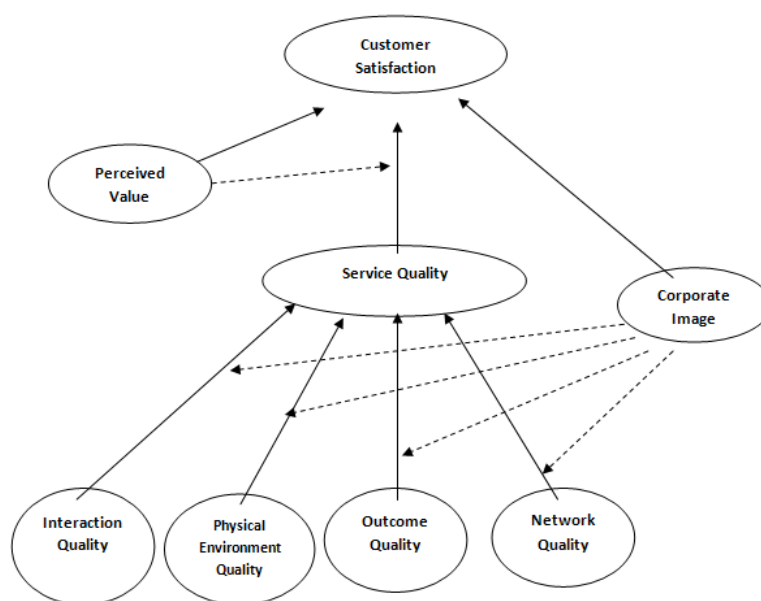 Customer
Satisfaction
Perceived
Value
Service Quality
Corporate
Image
Interaction
Quality
Physical
Environment
Quality
Outcome
Quality
Network
Quality